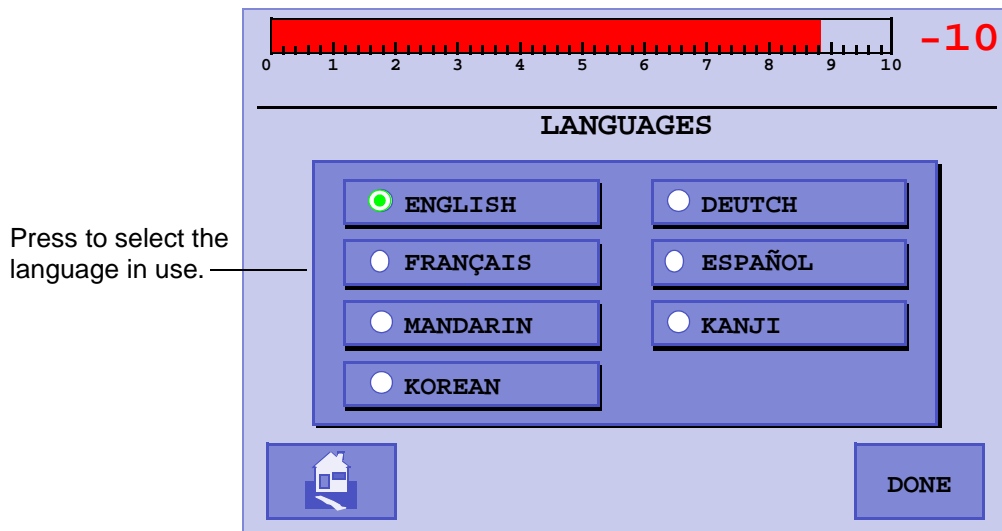 -10
0 1 2 3 4 5 6 7 8 9 10
LANGUAGES
ENGLISH DEUTCH
FRANÇAIS ESPAÑOL
MANDARIN KANJI
KOREAN
Press to select the
language in use.
DONE